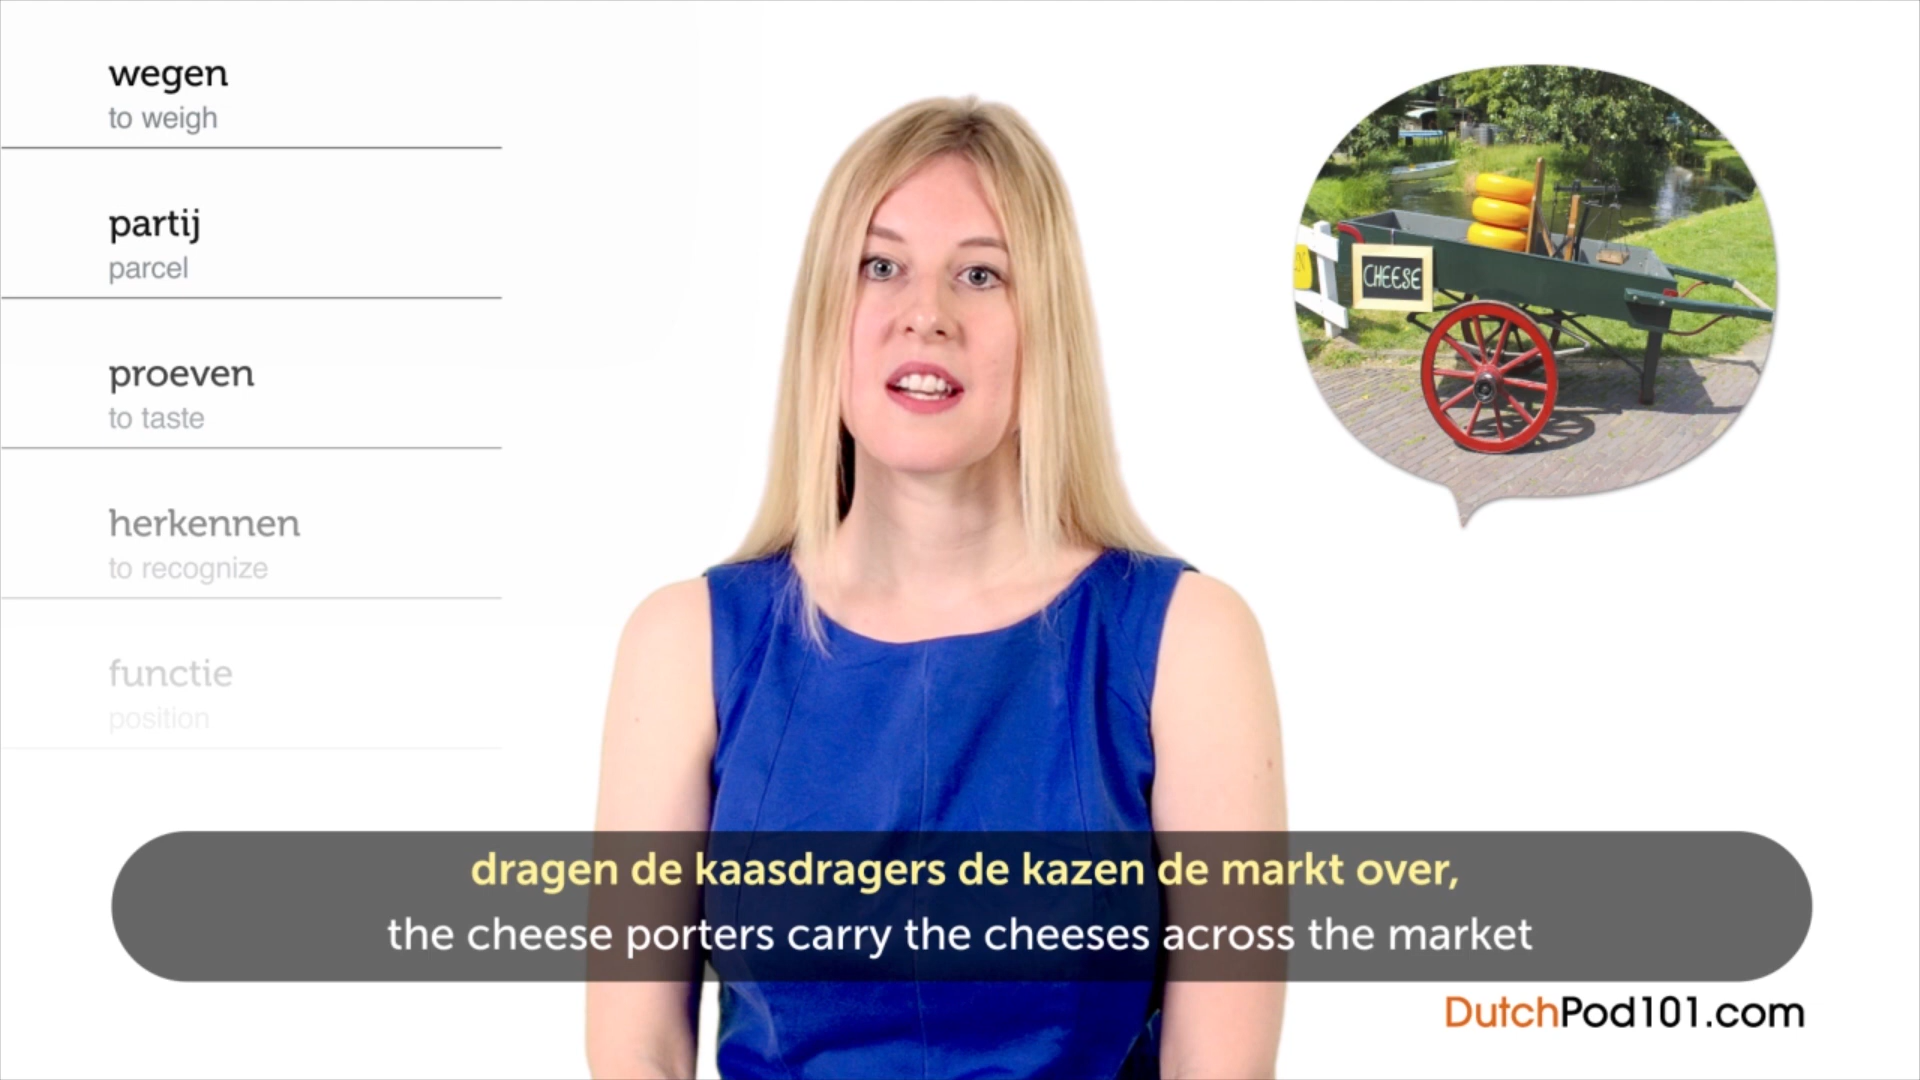 wegen
to weigh
partij
parcel
proeven
to taste
herkennen
to recognize
functie
position
CHEESE
dragen de kaasdragers de kazen de markt over,
the cheese porters carry the cheeses across the market
DutchPod101.com